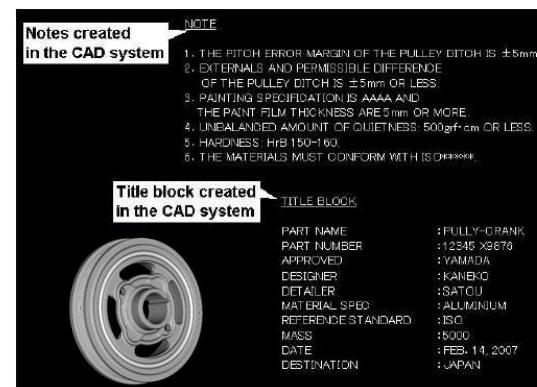 Notes created
in the CAD system
NOTE
1. THE PITCH ERROR MARGIN OF THE PULLEY DITCH IS ±5mm
2. EXTERNALS AND PERMISSIBLE DIFFERENCE
OF THE PULLEY DITCH IS ±5mm OR LESS.
3. PAINTING SPECIFICATION IS AAAA AND
THE PAINT FILM THICKNESS ARE 5mm OR MORE.
4. UNBALANCED AMOUNT OF QUIETNESS: 500grf・cm OR LESS.
5. HARDNESS: HrB 150-160.
6. THE MATERIALS MUST CONFORM WITH ISO******.
Title block created
in the CAD system
TITLE BLOCK
PART NAME :PULLY-CRANK
PART NUMBER :12345 X9876
APPROVED :YAMADA
DESIGNER :KANEKO
DETAILER :SATOU
MATERIAL SPEC :ALUMINIUM
REFERENCE STANDARD :ISO
MASS :5000
DATE :FEB. 14, 2007
DESTINATION :JAPAN